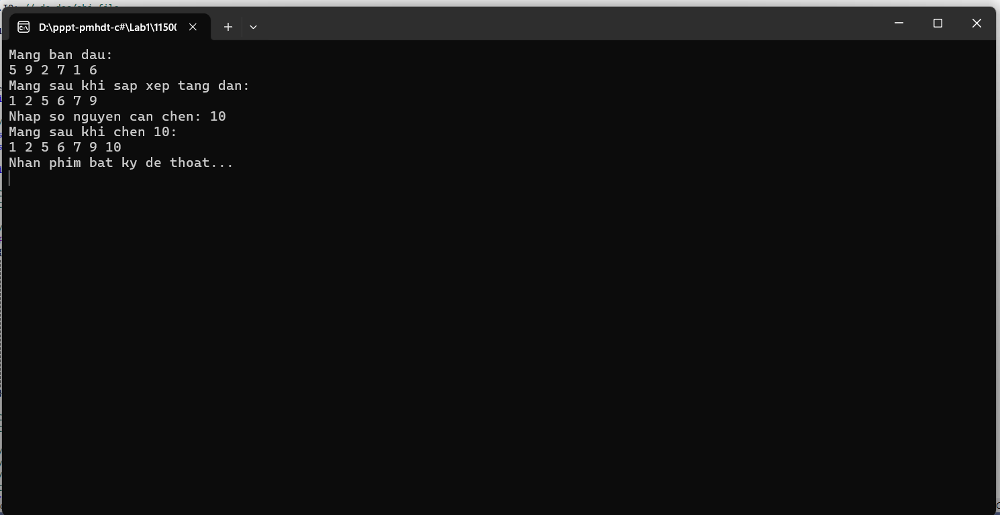 D:\pppt-pmhdt-c#\Lab1\1150
Mang ban dau:
5 9 2 7 1 6
Mang sau khi sap xep tang dan:
1 2 5 6 7 9
Nhap so nguyen can chen: 10
Mang sau khi chen 10:
1 2 5 6 7 9 10
Nhan phim bat ky de thoat...